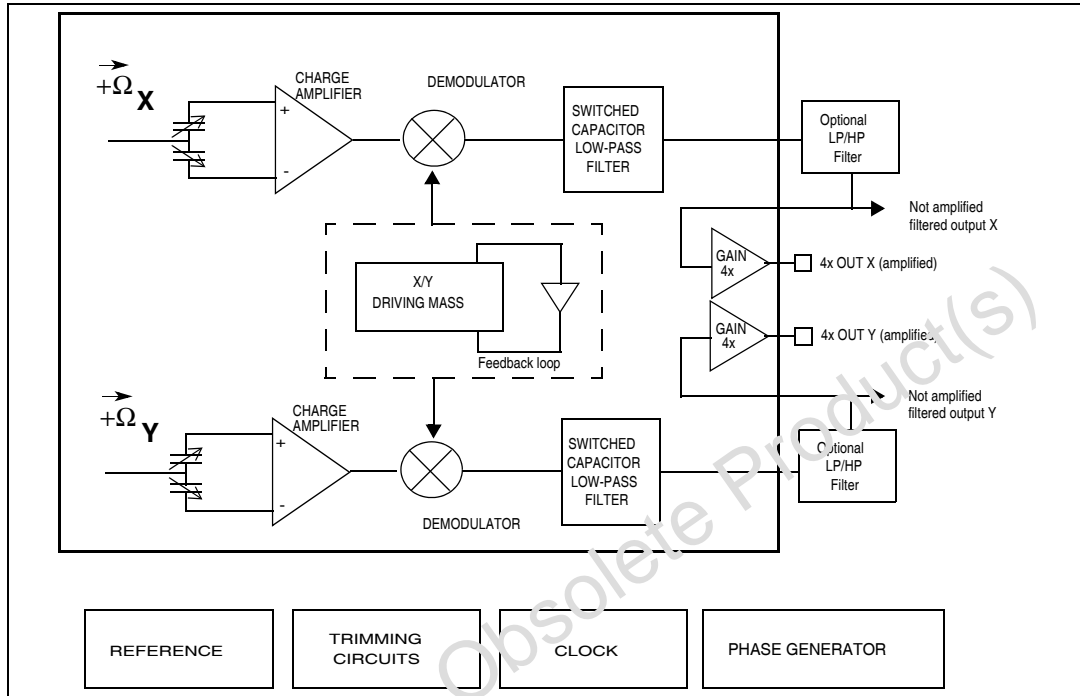 +Ω X
CHARGE
AMPLIFIER
+
-
DEMODULATOR
SWITCHED
CAPACITOR
LOW-PASS
FILTER
Optional
LP/HP
Filter
Not amplified
filtered output X
GAIN
4x
4x OUT X (amplified)
X/Y
DRIVING MASS
Feedback loop
GAIN
4x
4x OUT Y (amplified)
Not amplified
filtered output Y
+Ω Y
CHARGE
AMPLIFIER
+
-
DEMODULATOR
SWITCHED
CAPACITOR
LOW-PASS
FILTER
Optional
LP/HP
Filter
REFERENCE
TRIMMING
CIRCUITS
CLOCK
PHASE GENERATOR
Obsolete Product(s)